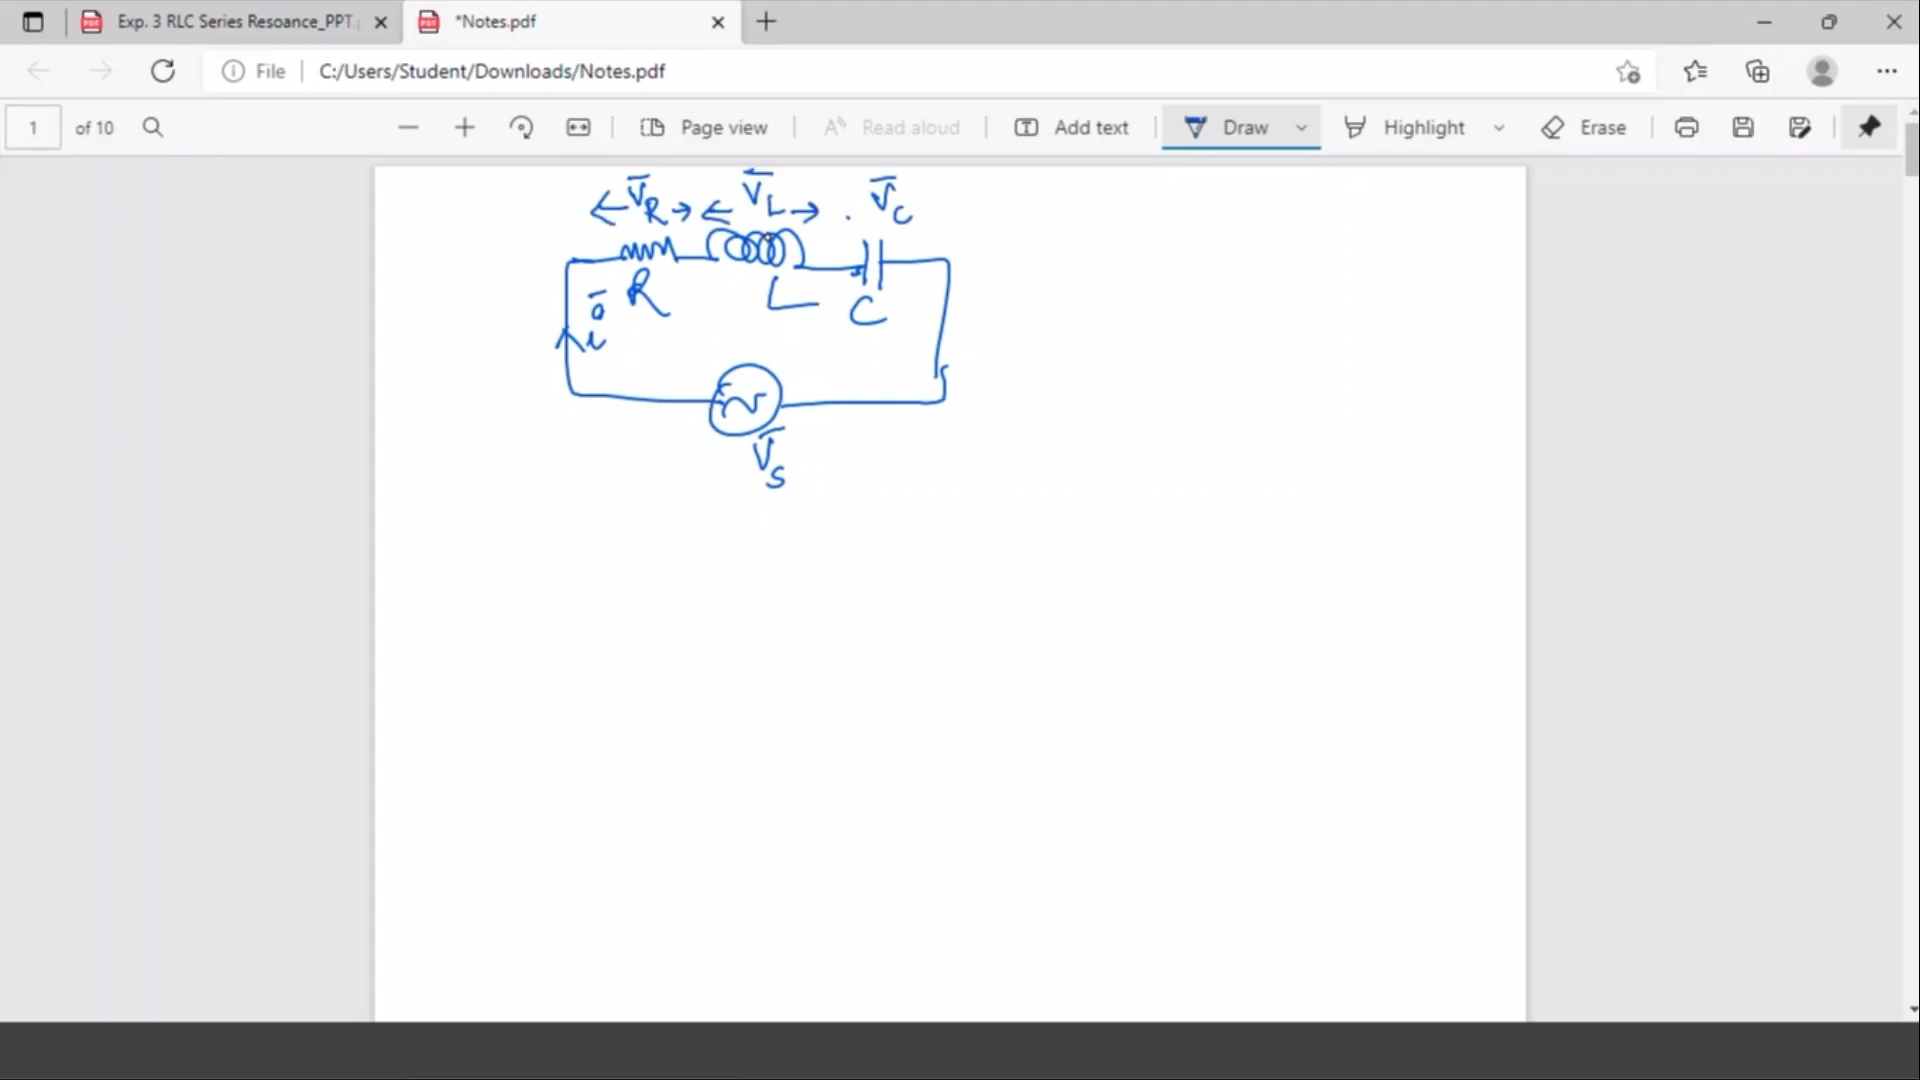 Exp. 3 RLC Series Resoance_PPT.p
*Notes.pdf
File
C:/Users/Student/Downloads/Notes.pdf
1 of 10
Page view
Read aloud
Add text
Draw
Highlight
Erase
V̅R V̅L V̅C
R L C
i̅
V̅S